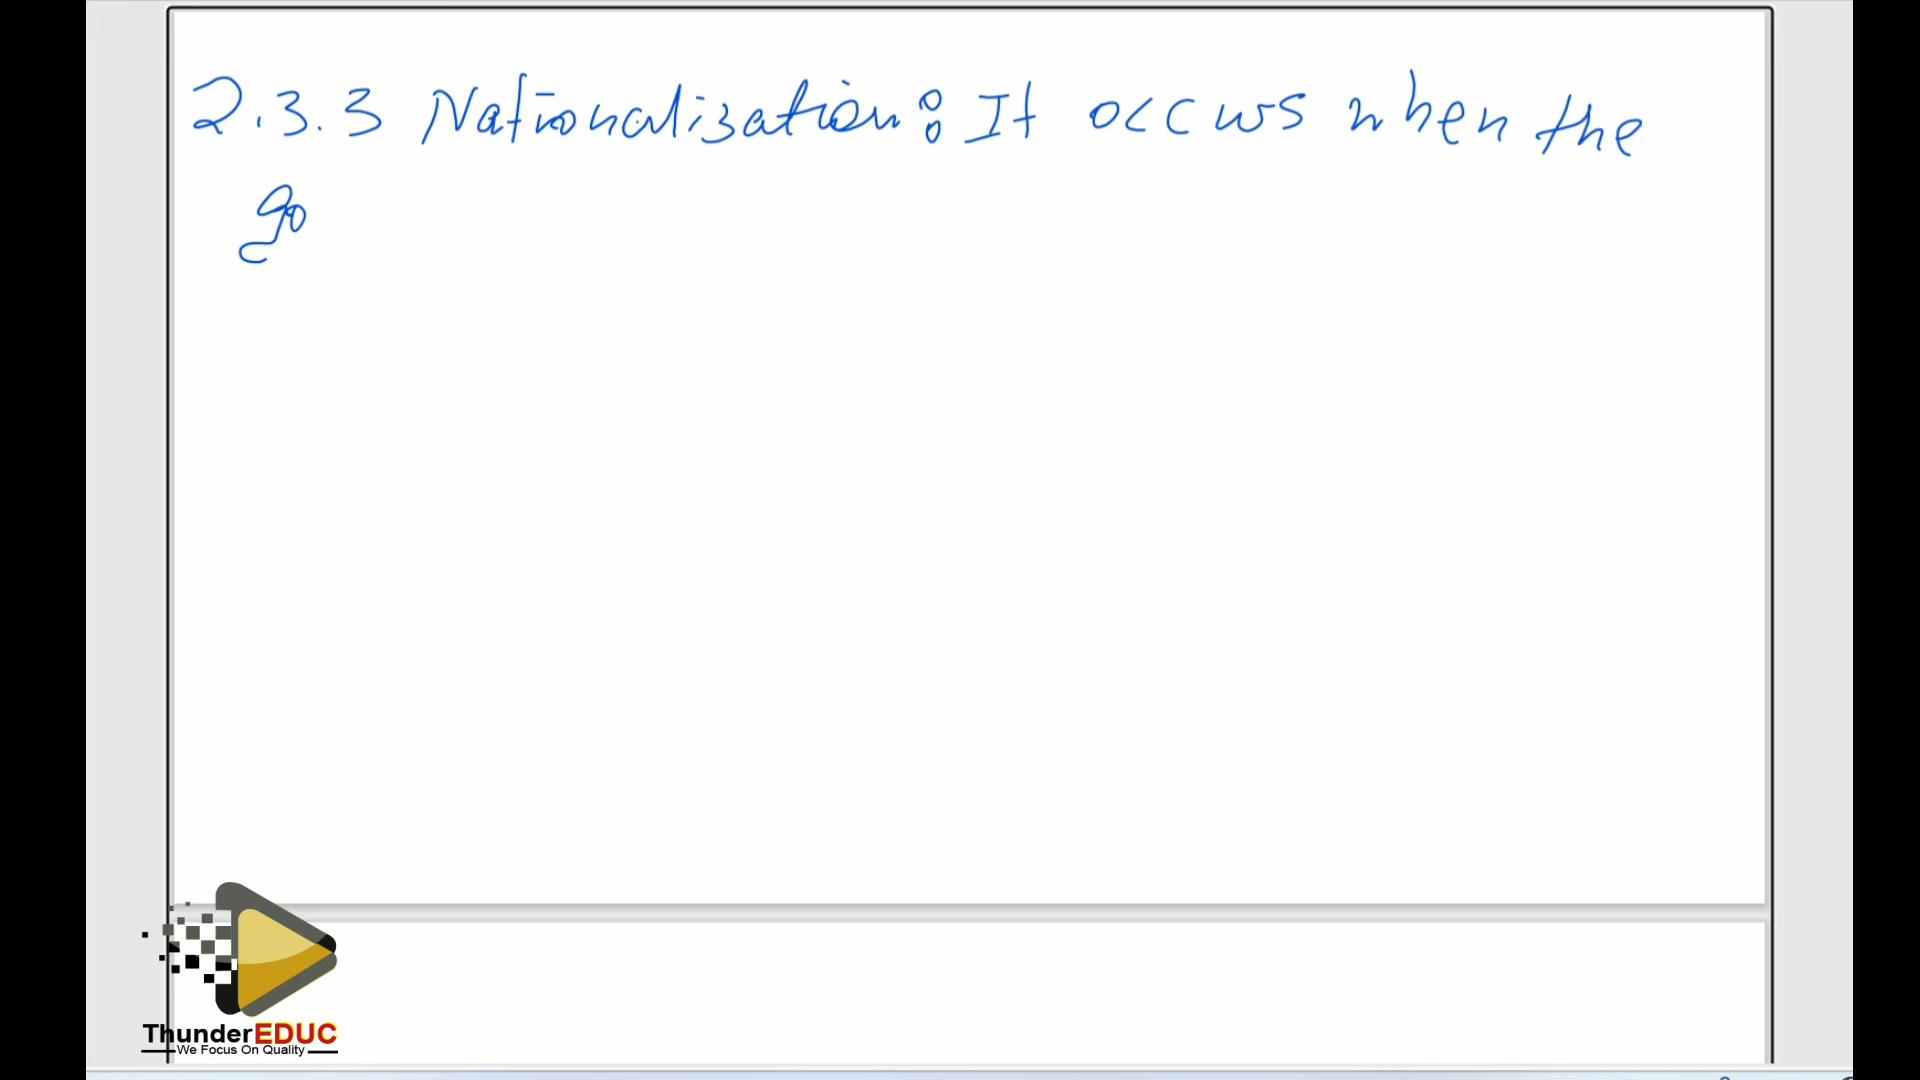 2.3.3 Nationalization: It occurs when the
go
ThunderEDUC
We Focus On Quality